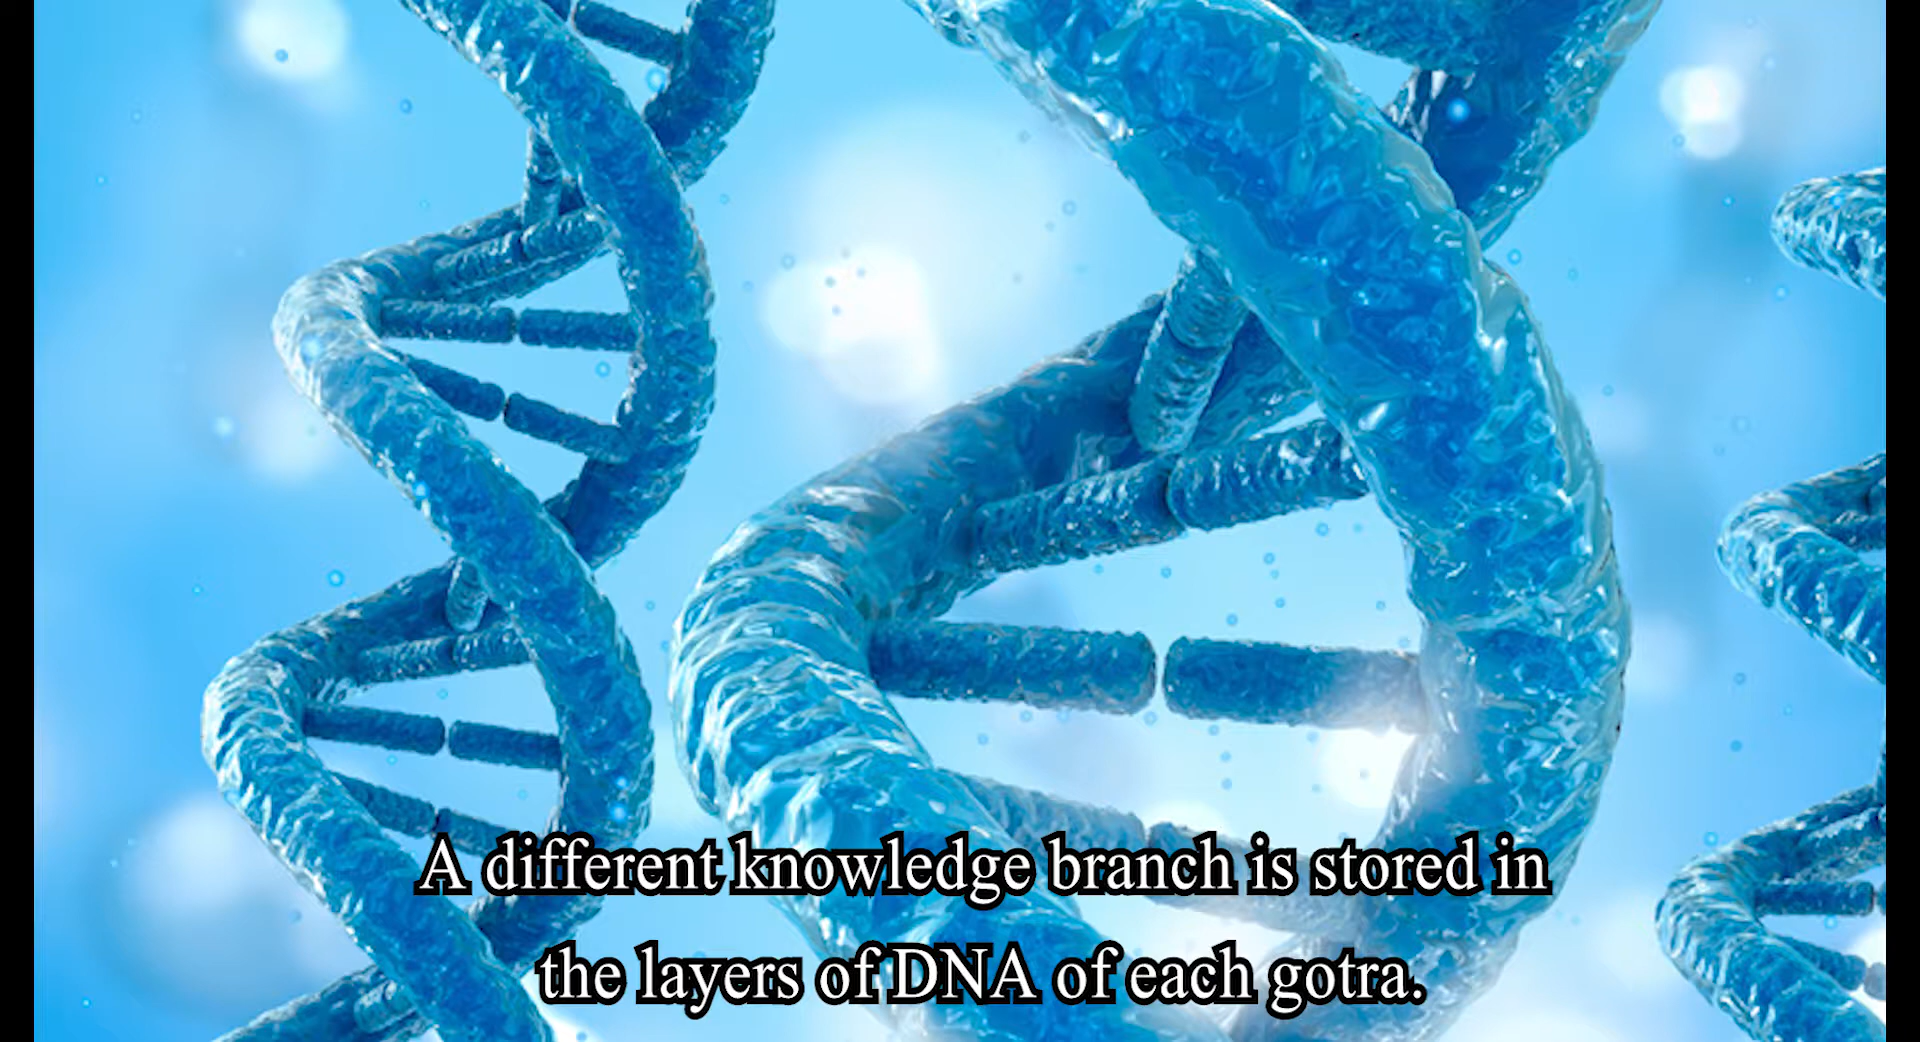 A different knowledge branch is stored in
the layers of DNA of each gotra.